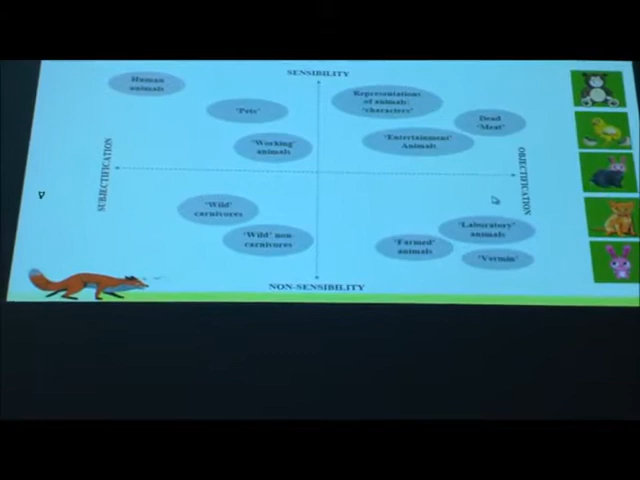 SENSIBILITY
Human
animals
'Pets'
Representations
of animals:
'characters'
Dead
'Meat'
'Working'
animals
'Entertainment'
Animals
SUBJECTIFICATION
OBJECTIFICATION
'Wild'
carnivores
'Wild' non
carnivores
'Farmed'
animals
'Laboratory'
animals
'Vermin'
NON-SENSIBILITY